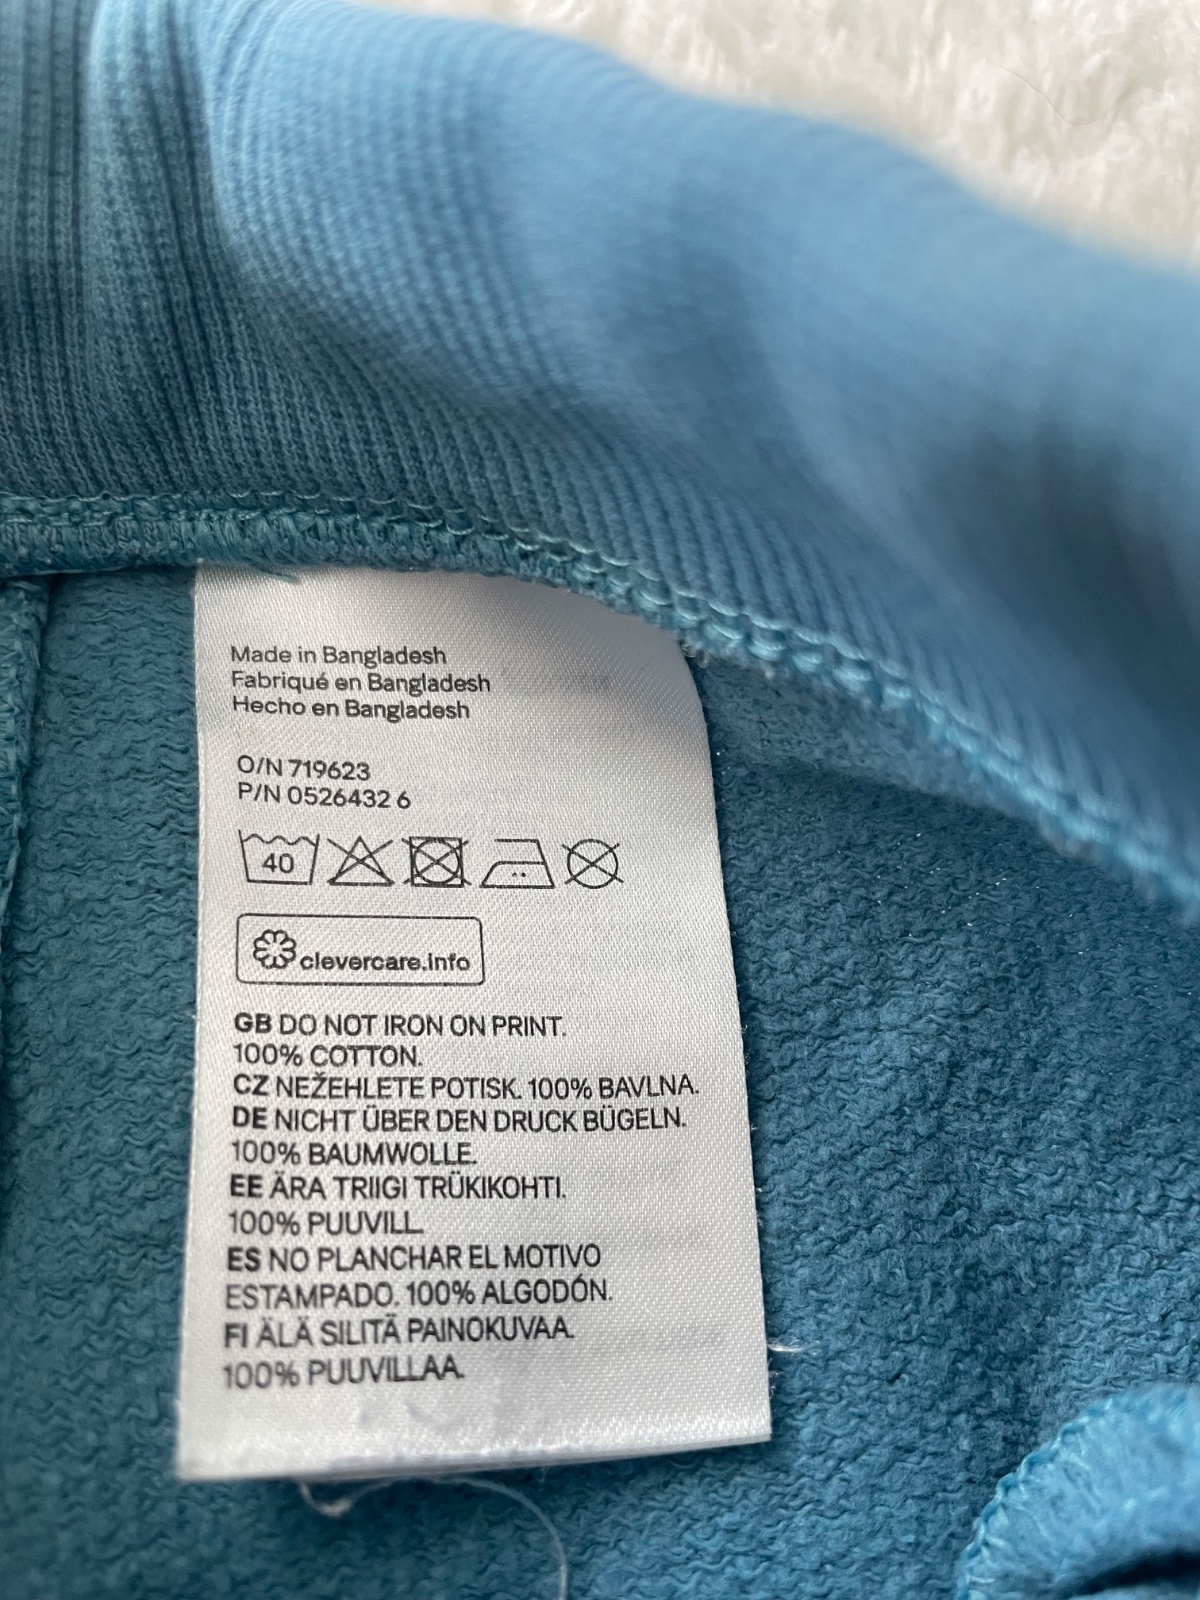 Made in Bangladesh
Fabriqué en Bangladesh
Hecho en Bangladesh
O/N 719623
P/N 0526432 6
40
clevercare.info
GB DO NOT IRON ON PRINT.
100% COTTON.
CZ NEŽEHLETE POTISK. 100% BAVLNA.
DE NICHT ÜBER DEN DRUCK BÜGELN.
100% BAUMWOLLE.
EE ÄRA TRIIGI TRÜKIKOHTI.
100% PUUVILL.
ES NO PLANCHAR EL MOTIVO
ESTAMPADO. 100% ALGODÓN.
FI ÄLÄ SILITÄ PAINOKUVAA.
100% PUUVILLAA.